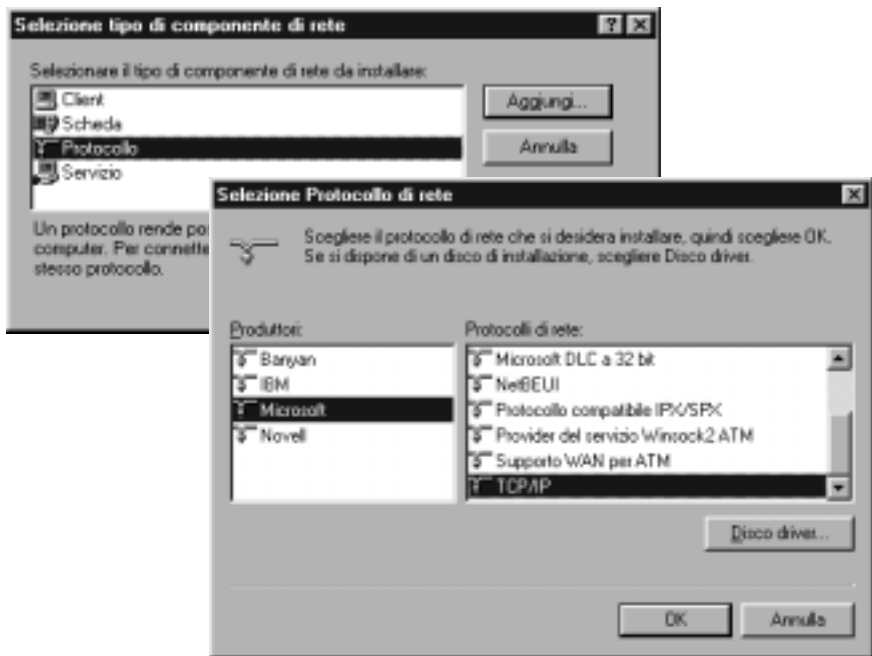 Selezione tipo di componente di rete
Selezionare il tipo di componente di rete da installare:
Client
Scheda
Protocollo
Servizio
Aggiungi...
Annulla
Un protocollo rende
computer. Per
stesso protocollo.
Selezione Protocollo di rete
Scegliere il protocollo di rete che si desidera installare, quindi scegliere OK.
Se si dispone di un disco di installazione, scegliere Disco driver.
Produttori:
Banyan
IBM
Microsoft
Novell
Protocolli di rete:
Microsoft DLC a 32 bit
NetBEUI
Protocollo compatibile IPX/SPX
Provider del servizio Winsock2 ATM
Supporto WAN per ATM
TCP/IP
Disco driver...
OK
Annulla